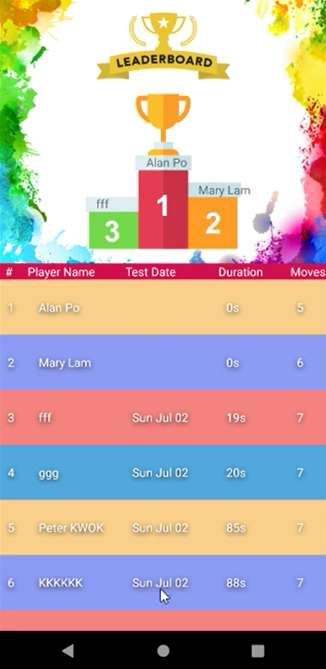 LEADERBOARD
Alan Po
fff
Mary Lam
1
3
2
# Player Name Test Date Duration Moves
1 Alan Po 0s 5
2 Mary Lam 0s 6
3 fff Sun Jul 02 19s 7
4 ggg Sun Jul 02 20s 7
5 Peter KWOK Sun Jul 02 85s 7
6 KKKKKK Sun Jul 02 88s 7